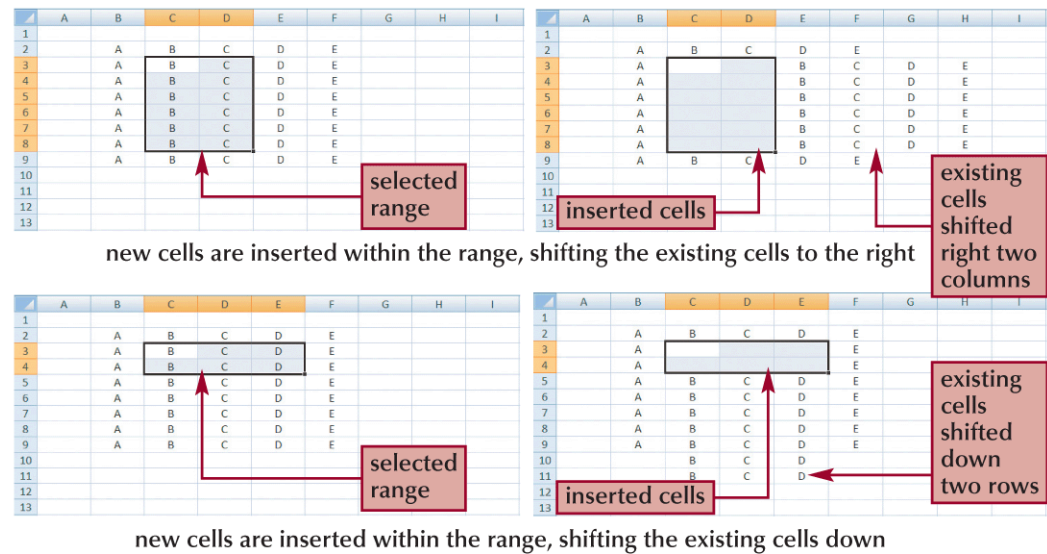 A B C D E F G H I
1
2 A B C D E
3 A B C D E
4 A B C D E
5 A B C D E
6 A B C D E
7 A B C D E
8 A B C D E
9 A B C D E
10
11
12
13
selected
range
A B C D E F G H I
1
2 A B C D E
3 A B C D E
4 A B C D E
5 A B C D E
6 A B C D E
7 A B C D E
8 A B C D E
9 A B C D E
10
11
12
13
inserted cells
existing
cells
shifted
right two
columns
new cells are inserted within the range, shifting the existing cells to the right
A B C D E F G H I
1
2 A B C D E
3 A B C D E
4 A B C D E
5 A B C D E
6 A B C D E
7 A B C D E
8 A B C D E
9 A B C D E
10
11
12
13
selected
range
A B C D E F G H I
1
2 A B C D E
3 A E
4 A E
5 A B C D E
6 A B C D E
7 A B C D E
8 A B C D E
9 A B C D E
10 B C D
11 B C D
12
13
inserted cells
existing
cells
shifted
down
two rows
new cells are inserted within the range, shifting the existing cells down